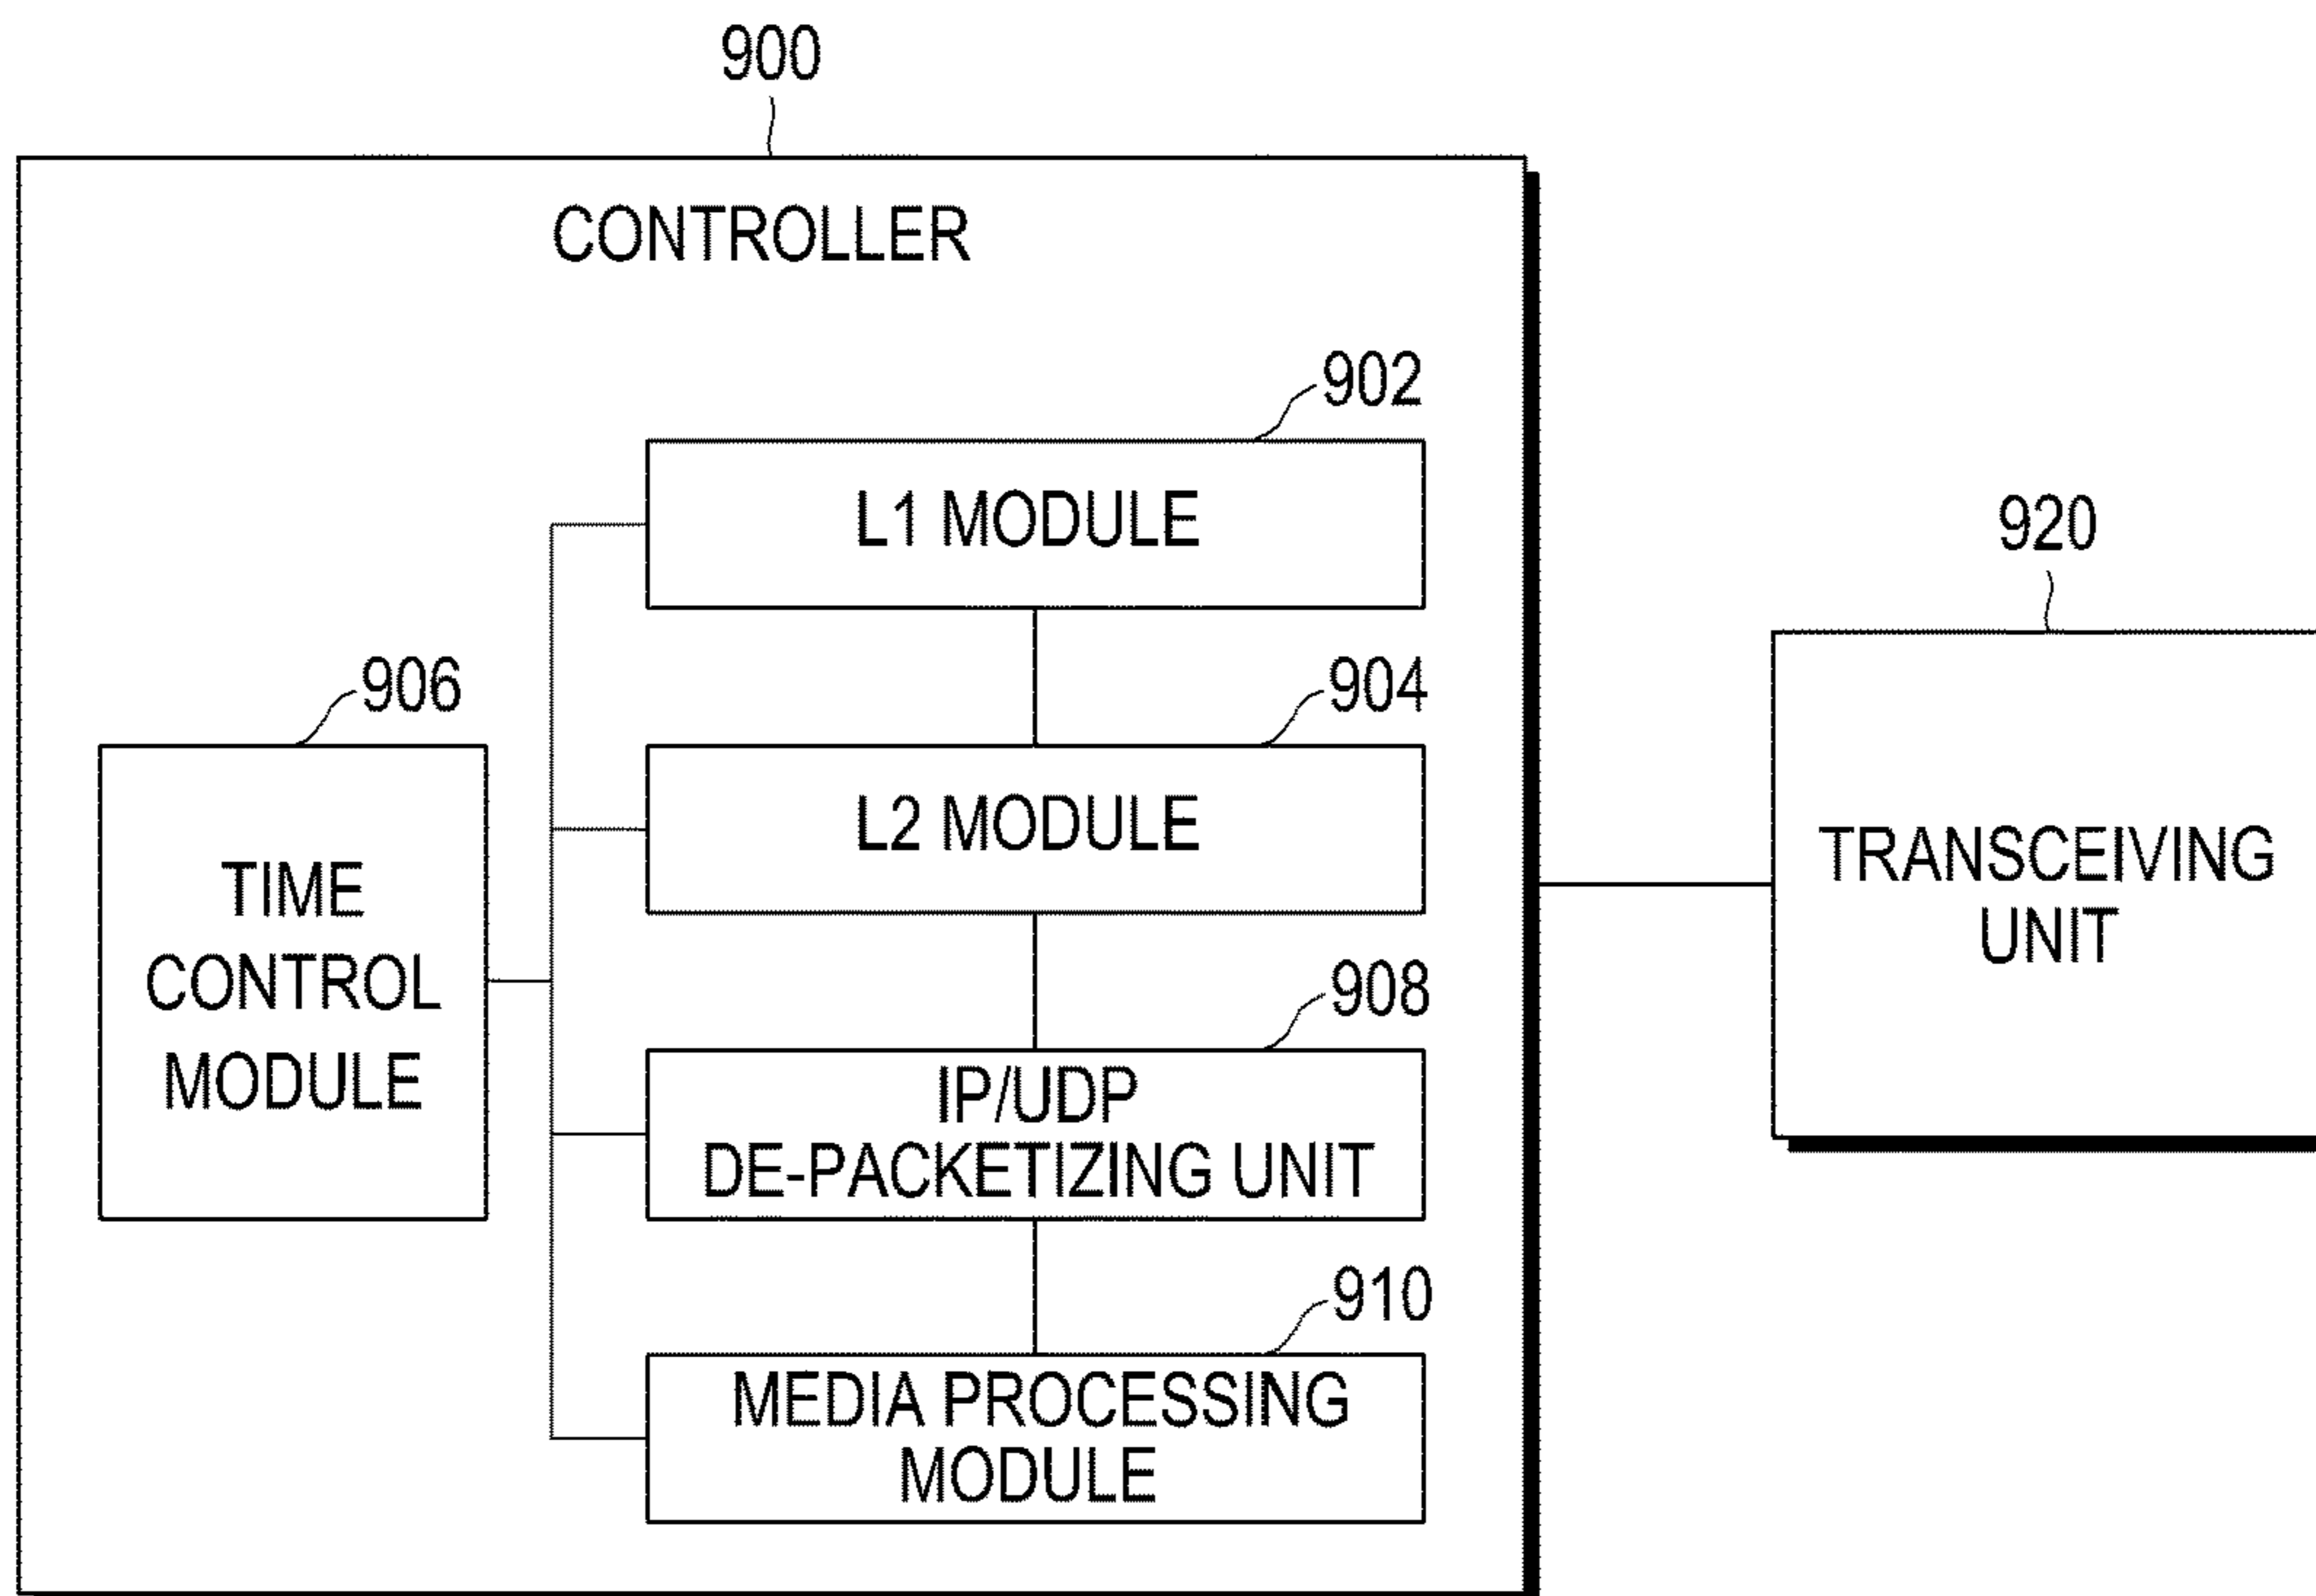 900
CONTROLLER
902
L1 MODULE
920
906
904
L2 MODULE
TIME
CONTROL
MODULE
TRANSCEIVING
UNIT
908
IP/UDP
DE-PACKETIZING UNIT
910
MEDIA PROCESSING
MODULE